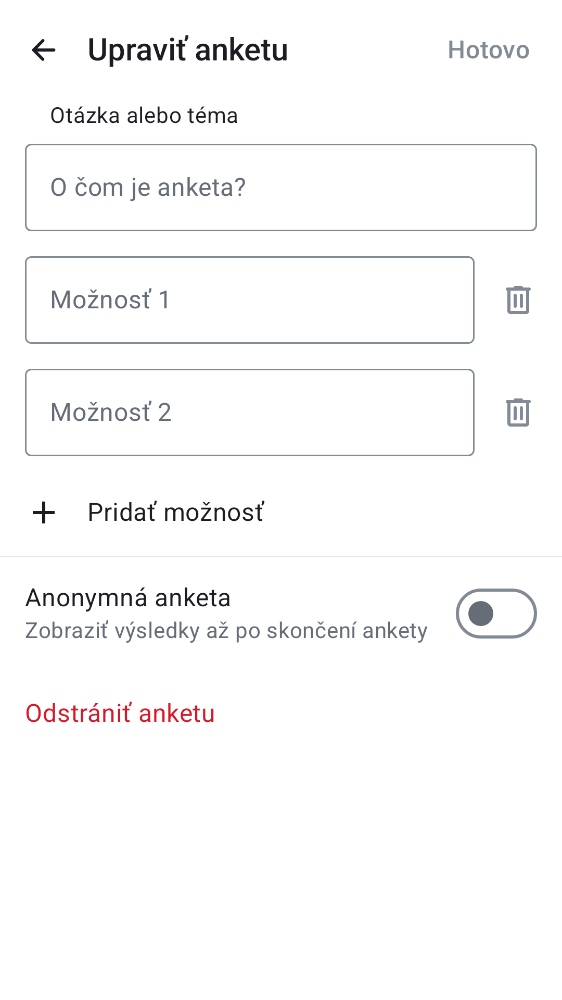 Upraviť anketu
Hotovo
Otázka alebo téma
O čom je anketa?
Možnosť 1
Možnosť 2
Pridať možnosť
Anonymná anketa
Zobraziť výsledky až po skončení ankety
Odstrániť anketu